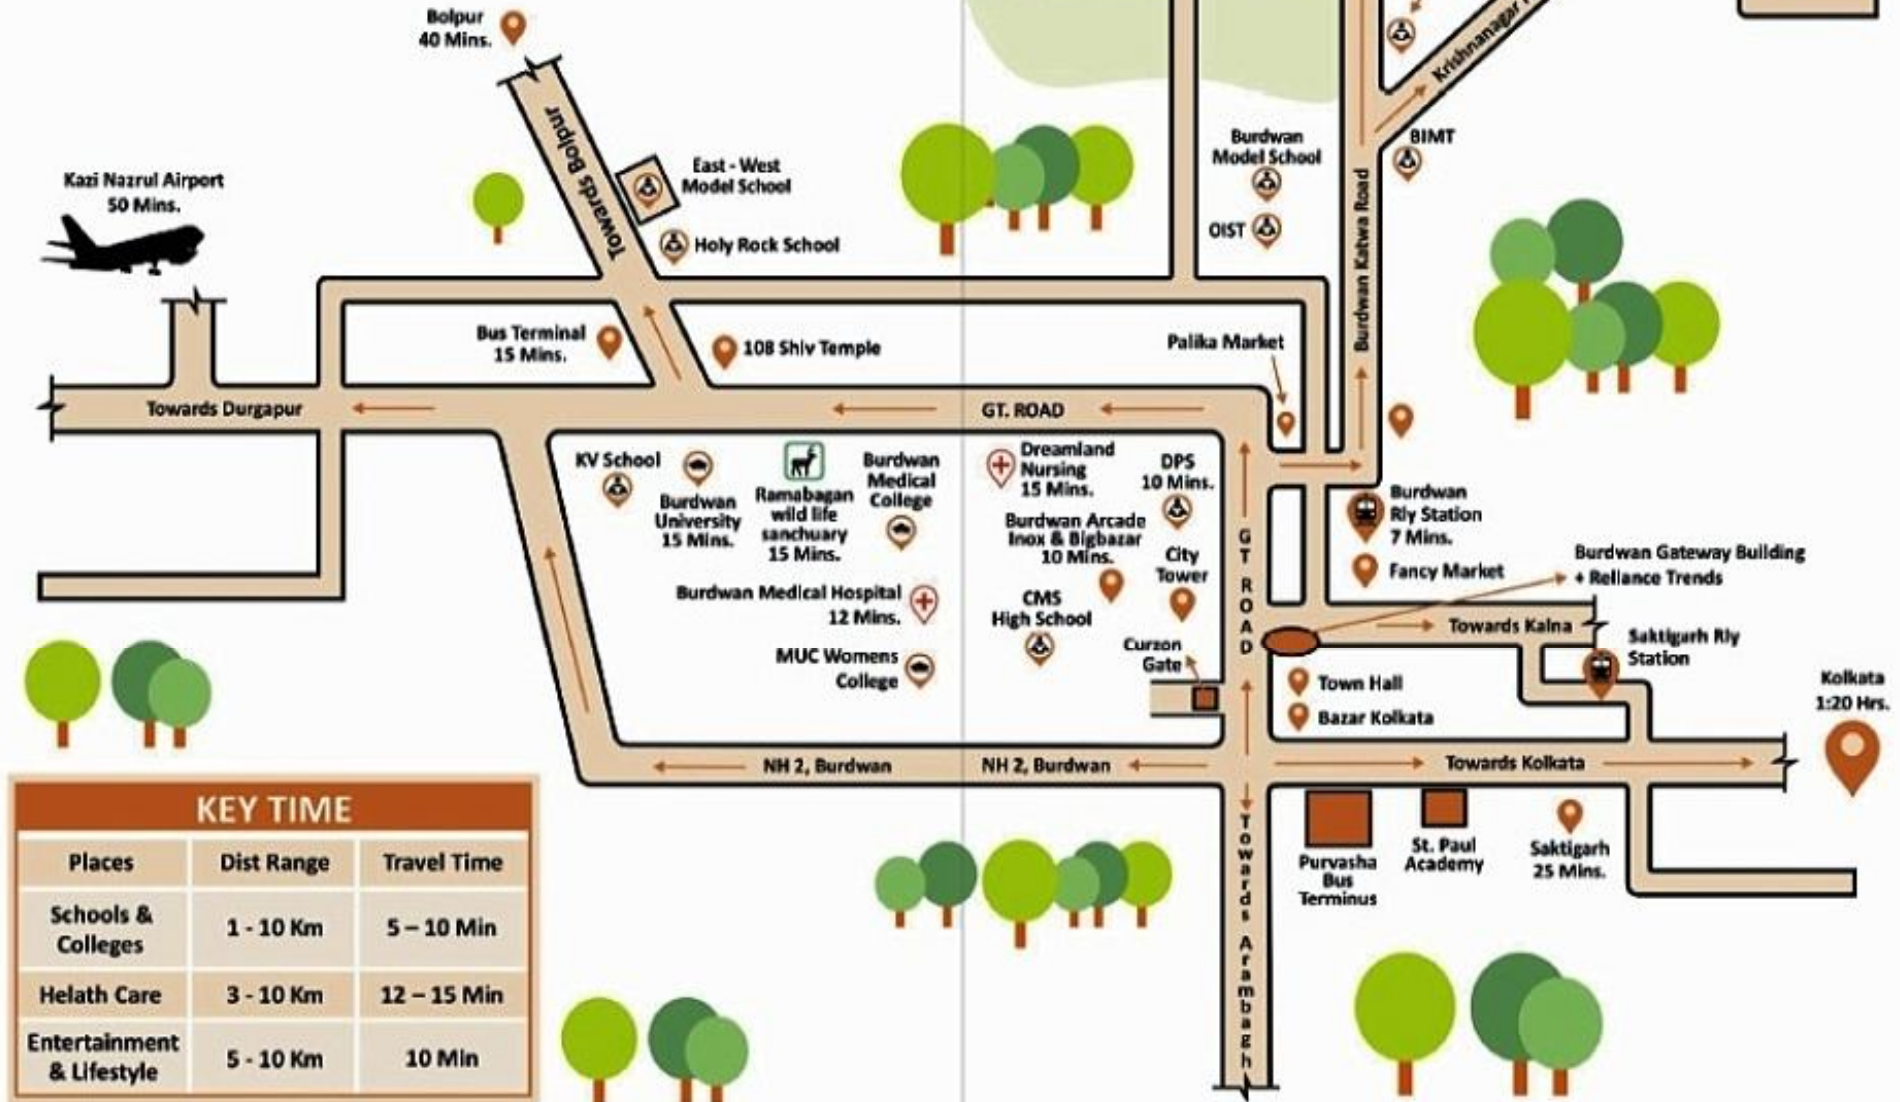 Bolpur
40 Mins.
Krishnanagar
Towards Bolpur
East - West
Model School
Holy Rock School
Kazi Nazrul Airport
50 Mins.
Burdwan
Model School
OIST
BIMT
Burdwan Katwa Road
Bus Terminal
15 Mins.
108 Shiv Temple
Palika Market
Towards Durgapur
GT. ROAD
KV School
Burdwan
University
15 Mins.
Ramabagan
wild life
sanchuary
15 Mins.
Burdwan
Medical
College
Dreamland
Nursing
15 Mins.
DPS
10 Mins.
Burdwan Arcade
Inox & Bigbazar
10 Mins.
City
Tower
Burdwan Medical Hospital
12 Mins.
CMS
High School
MUC Womens
College
Curzon
Gate
GT ROAD
Burdwan
Rly Station
7 Mins.
Fancy Market
Burdwan Gateway Building
+ Reliance Trends
Towards Kalna
Saktigarh Rly
Station
Town Hall
Bazar Kolkata
Kolkata
1:20 Hrs.
NH 2, Burdwan
NH 2, Burdwan
Towards Kolkata
Towards Arambagh
Purvasha
Bus
Terminus
St. Paul
Academy
Saktigarh
25 Mins.
KEY TIME
Places Dist Range Travel Time
Schools &
Colleges
1 - 10 Km 5 – 10 Min
Helath Care 3 - 10 Km 12 – 15 Min
Entertainment
& Lifestyle
5 - 10 Km 10 Min